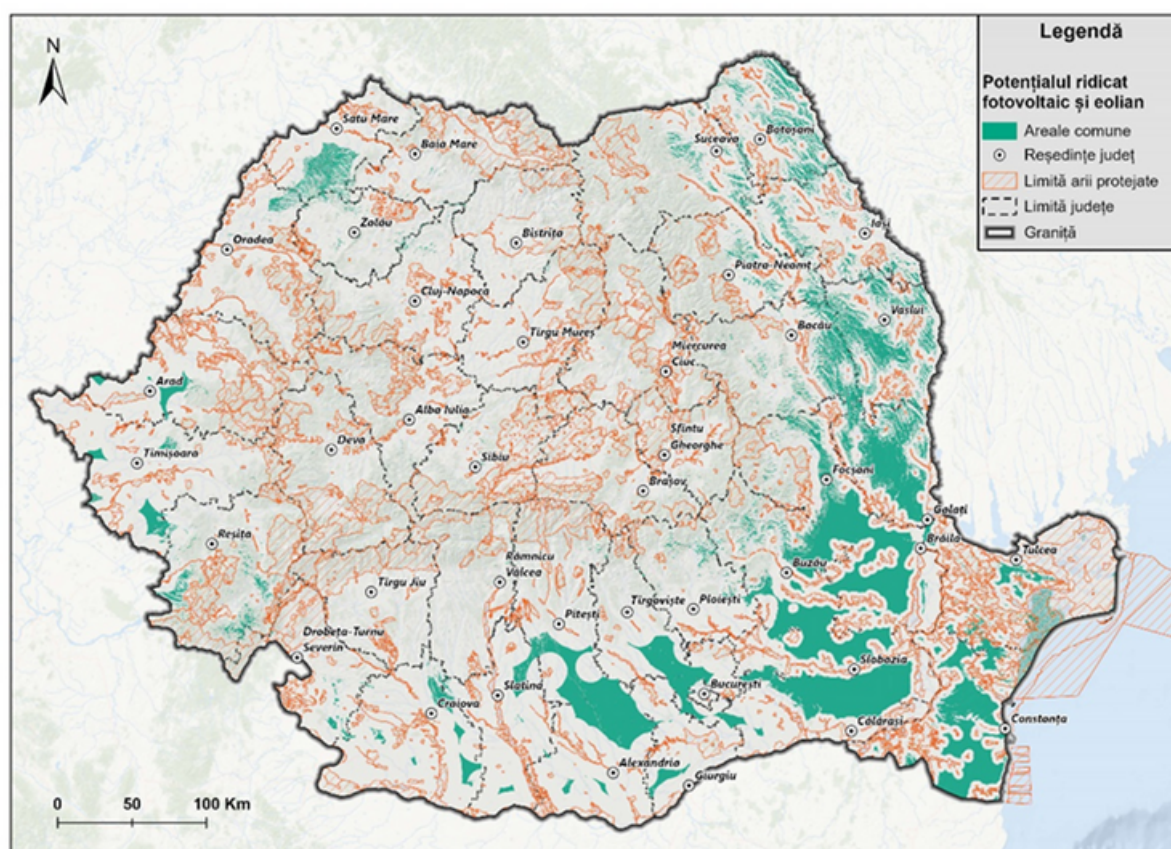 Legendă
Potențialul ridicat
fotovoltaic și eolian
Areale comune
Reședințe județ
Limită arii protejate
Limită județe
Graniță
N
Satu Mare
Baia Mare
Suceava
Botoșani
Zalău
Oradea
Bistrița
Iași
Piatra-Neamț
Cluj-Napoca
Vaslui
Tîrgu Mureș
Bacău
Miercurea
Ciuc
Arad
Alba Iulia
Sfîntu
Gheorghe
Deva
Timișoara
Sibiu
Focșani
Brașov
Reșița
Galați
Brăila
Tulcea
Râmnicu
Vâlcea
Buzău
Tîrgu Jiu
Pitești
Tîrgoviște
Ploiești
Drobeta-Turnu
Severin
Slobozia
Slatina
București
Craiova
Călărași
Constanța
Alexandria
Giurgiu
0 50 100 Km